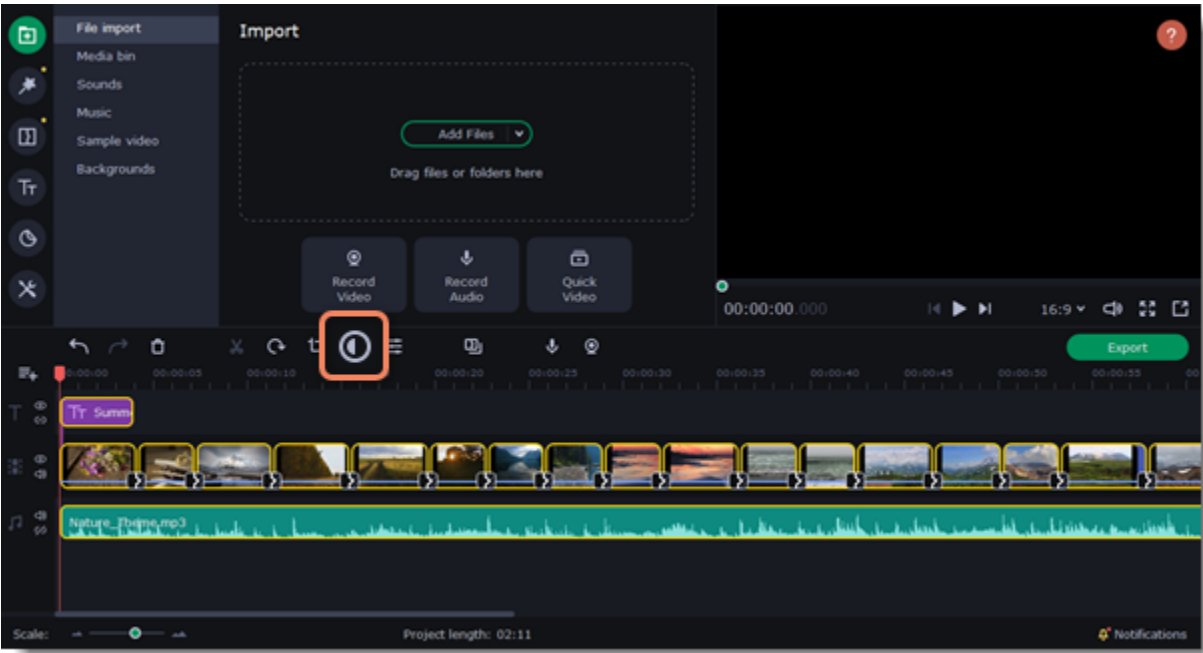 File import
Import
Media bin
Sounds
Music
Sample video
Backgrounds
Add Files
Drag files or folders here
Record
Video
Record
Audio
Quick
Video
?
00:00:00.000
16:9
Export
0:00:00
00:00:05
00:00:10
00:00:20
00:00:25
00:00:30
00:00:35
00:00:40
00:00:45
00:00:50
00:00:55
00
Tт Summ
Nature_Theme.mp3
Scale:
Project length: 02:11
Notifications